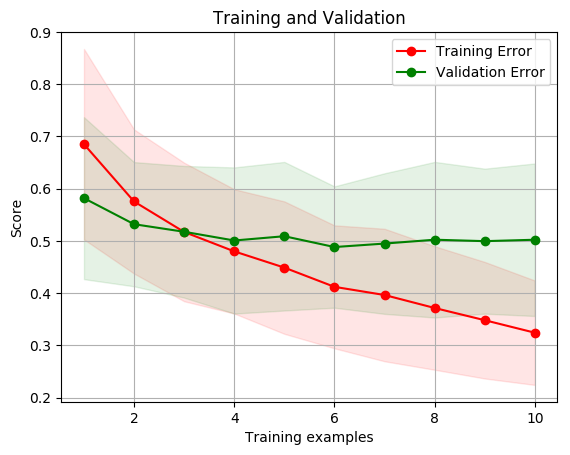 Training and Validation
Training Error
Validation Error
Score
0.9
0.8
0.7
0.6
0.5
0.4
0.3
0.2
2 4 6 8 10
Training examples